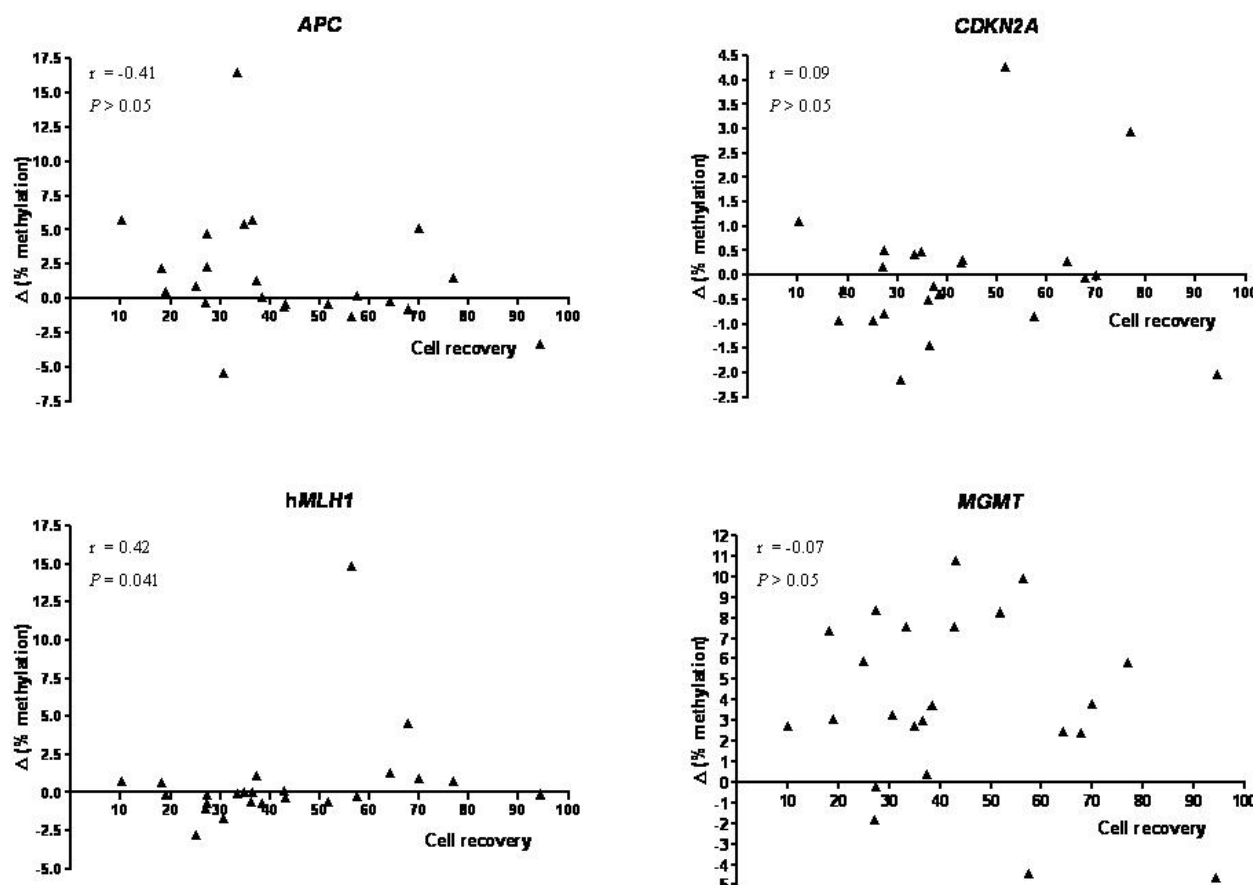 APC
17.5
15.0
12.5
10.0
7.5
5.0
2.5
0.0
-2.5
-5.0
-7.5
Δ (% methylation)
r = -0.41
P > 0.05
10 20 30 40 50 60 70 80 90 100
Cell recovery
CDKN2A
4.5
4.0
3.5
3.0
2.5
2.0
1.5
1.0
0.5
0.0
-0.5
-1.0
-1.5
-2.0
-2.5
Δ (% methylation)
r = 0.09
P > 0.05
10 20 30 40 50 60 70 80 90 100
Cell recovery
hMLH1
17.5
15.0
12.5
10.0
7.5
5.0
2.5
0.0
-2.5
-5.0
Δ (% methylation)
r = 0.42
P = 0.041
10 20 30 40 50 60 70 80 90 100
Cell recovery
MGMT
12
11
10
9
8
7
6
5
4
3
2
1
0
-1
-2
-3
-4
-5
Δ (% methylation)
r = -0.07
P > 0.05
10 20 30 40 50 60 70 80 90 100
Cell recovery